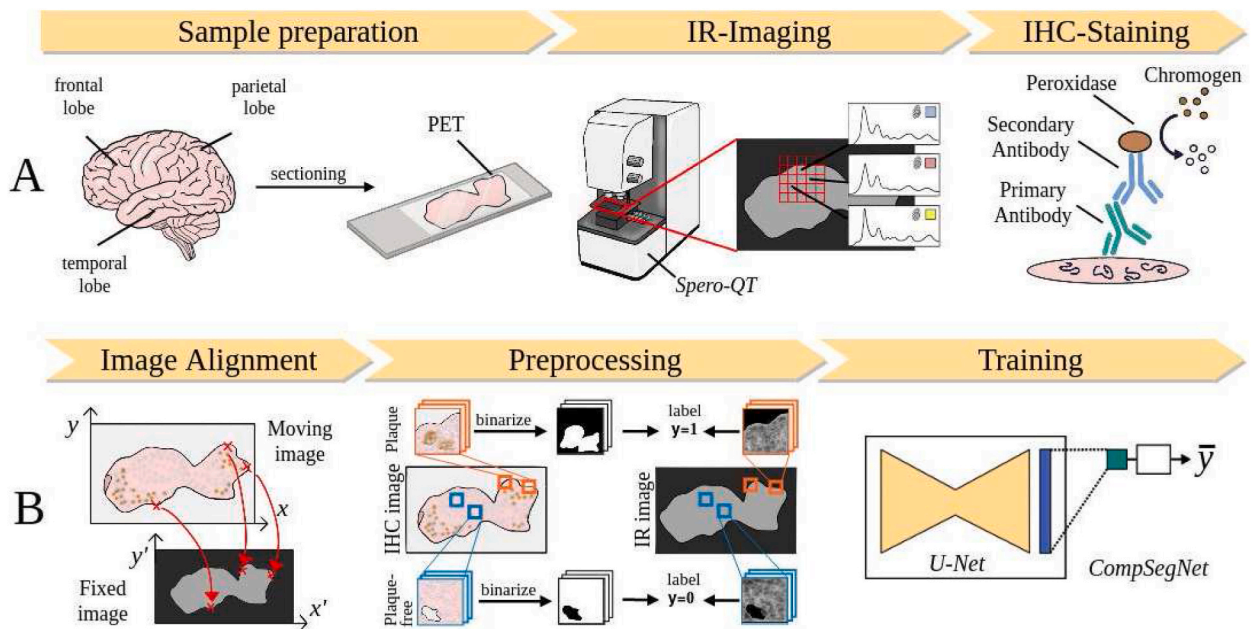 Sample preparation
IR-Imaging
IHC-Staining
A
frontal
lobe
parietal
lobe
temporal
lobe
sectioning
PET
Spero-QT
Peroxidase
Chromogen
Secondary
Antibody
Primary
Antibody
Image Alignment
Preprocessing
Training
B
y
Moving
image
x
y'
Fixed
image
x'
Plaque
binarize
label
y=1
IHC image
IR image
Plaque-
free
binarize
label
y=0
U-Net
CompSegNet
y̅